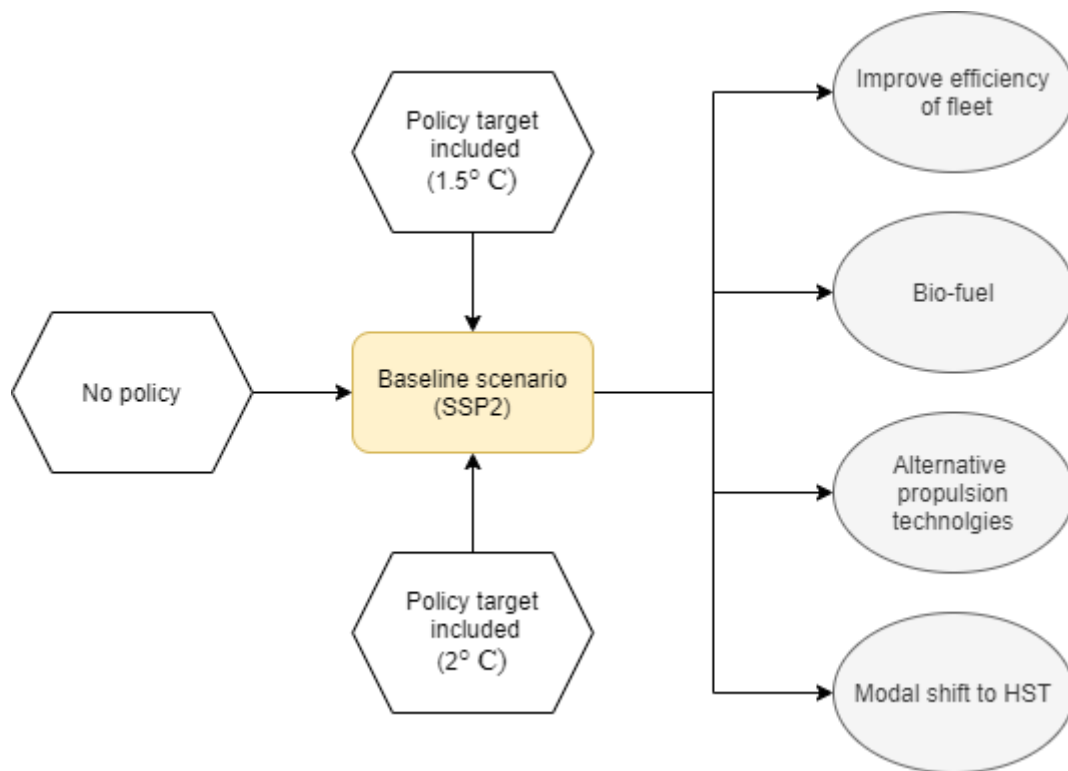 Policy target
included
(1.5° C)
No policy
Baseline scenario
(SSP2)
Policy target
included
(2° C)
Improve efficiency
of fleet
Bio-fuel
Alternative
propulsion
technolgies
Modal shift to HST